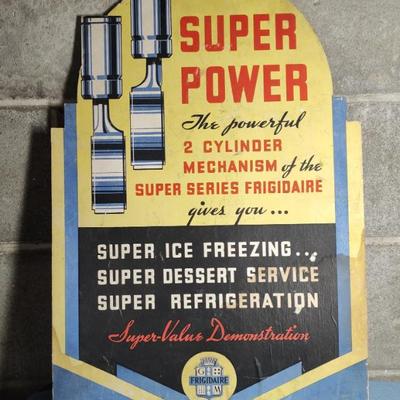 SUPER
POWER
The powerful
2 CYLINDER
MECHANISM of the
SUPER SERIES FRIGIDAIRE
gives you...
SUPER ICE FREEZING...
SUPER DESSERT SERVICE
SUPER REFRIGERATION
Super-Value Demonstration
FRIGIDAIRE